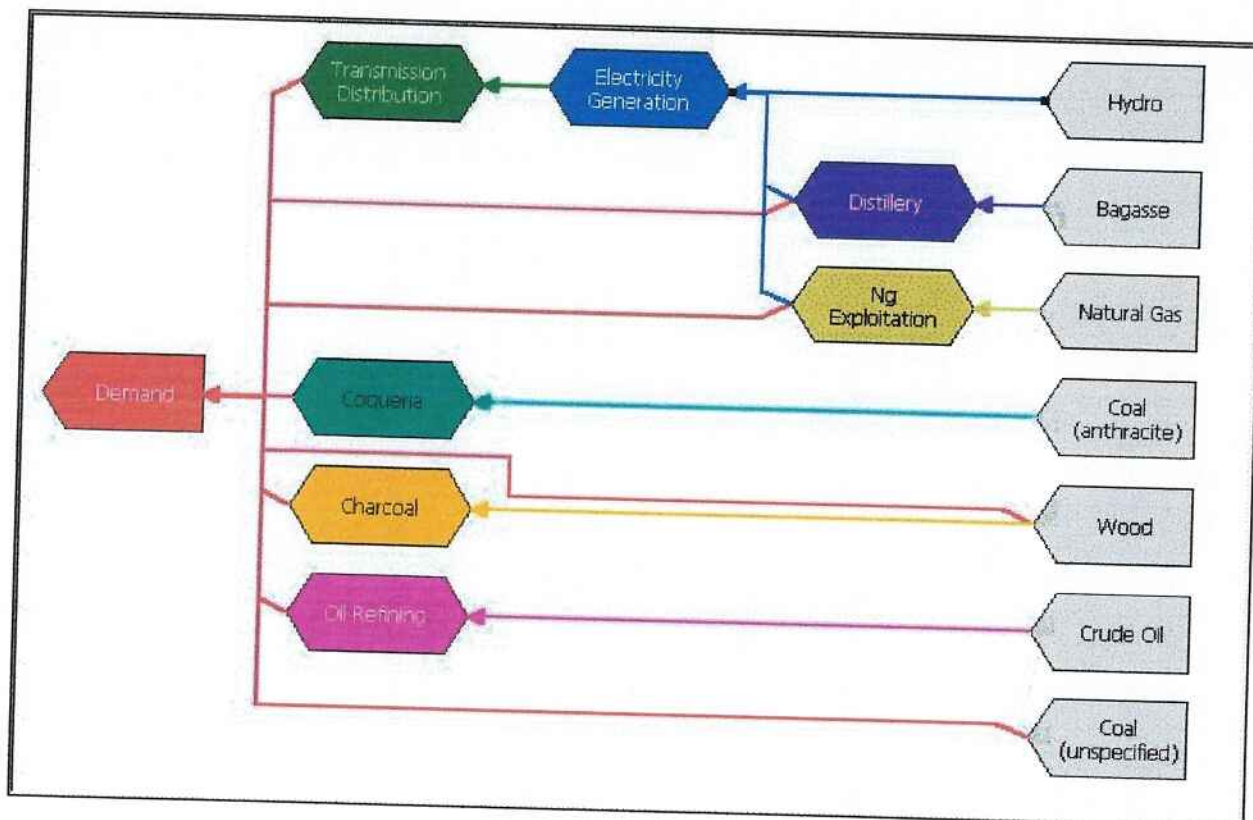 Transmission
Distribution
Electricity
Generation
Hydro
Distillery
Bagasse
Ng
Exploitation
Natural Gas
Demand
Coqueria
Coal
(anthracite)
Charcoal
Wood
Oil Refining
Crude Oil
Coal
(unspecified)